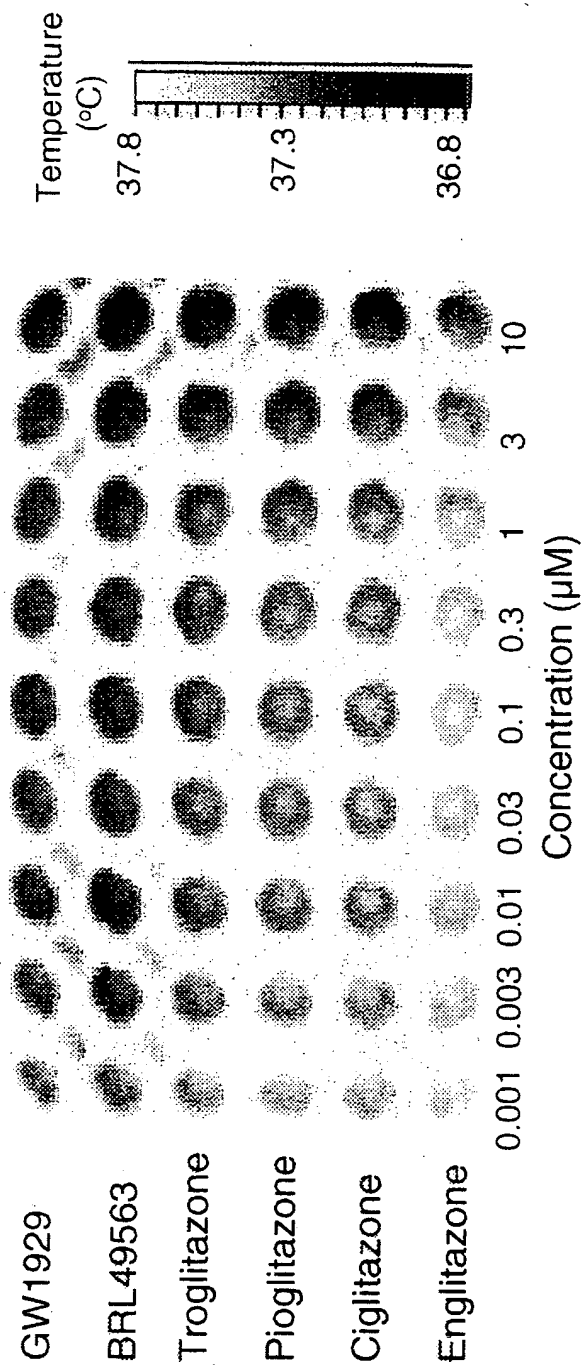 GW1929
BRL49563
Troglitazone
Pioglitazone
Ciglitazone
Englitazone
0.001 0.003 0.01 0.03 0.1 0.3 1 3 10
Concentration (µM)
Temperature
(°C)
37.8
37.3
36.8